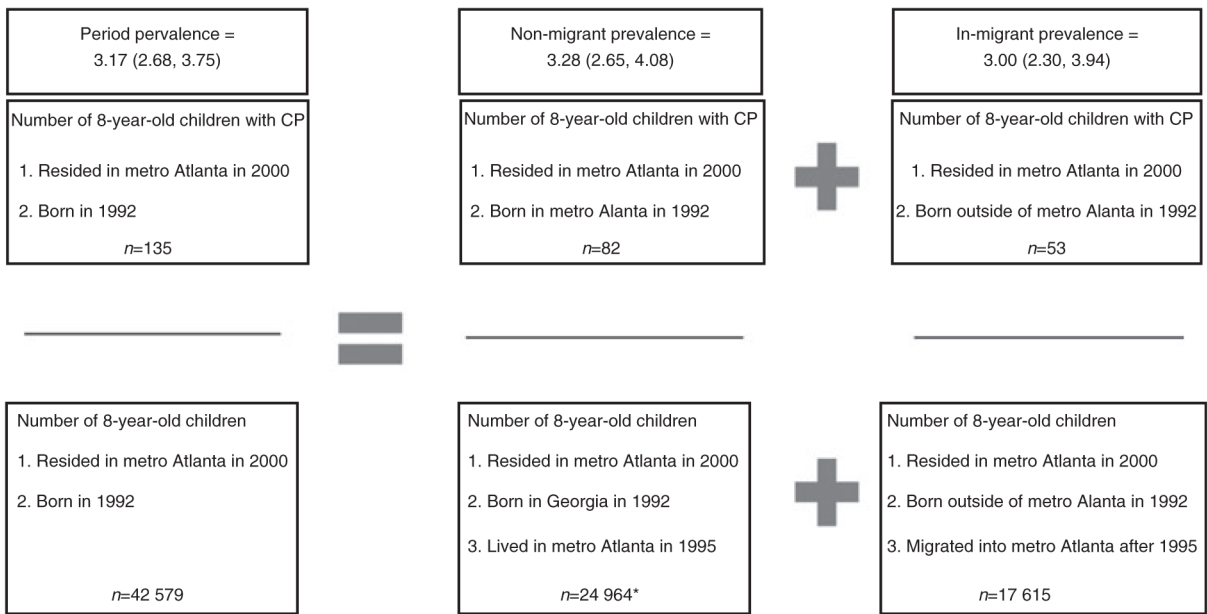 Period pervalence =
3.17 (2.68, 3.75)
Number of 8-year-old children with CP
1. Resided in metro Atlanta in 2000
2. Born in 1992
n=135
Non-migrant prevalence =
3.28 (2.65, 4.08)
Number of 8-year-old children with CP
1. Resided in metro Atlanta in 2000
2. Born in metro Alanta in 1992
n=82
In-migrant prevalence =
3.00 (2.30, 3.94)
Number of 8-year-old children with CP
1. Resided in metro Atlanta in 2000
2. Born outside of metro Alanta in 1992
n=53
Number of 8-year-old children
1. Resided in metro Atlanta in 2000
2. Born in 1992
n=42 579
Number of 8-year-old children
1. Resided in metro Atlanta in 2000
2. Born in Georgia in 1992
3. Lived in metro Atlanta in 1995
n=24 964*
Number of 8-year-old children
1. Resided in metro Atlanta in 2000
2. Born outside of metro Alanta in 1992
3. Migrated into metro Atlanta after 1995
n=17 615